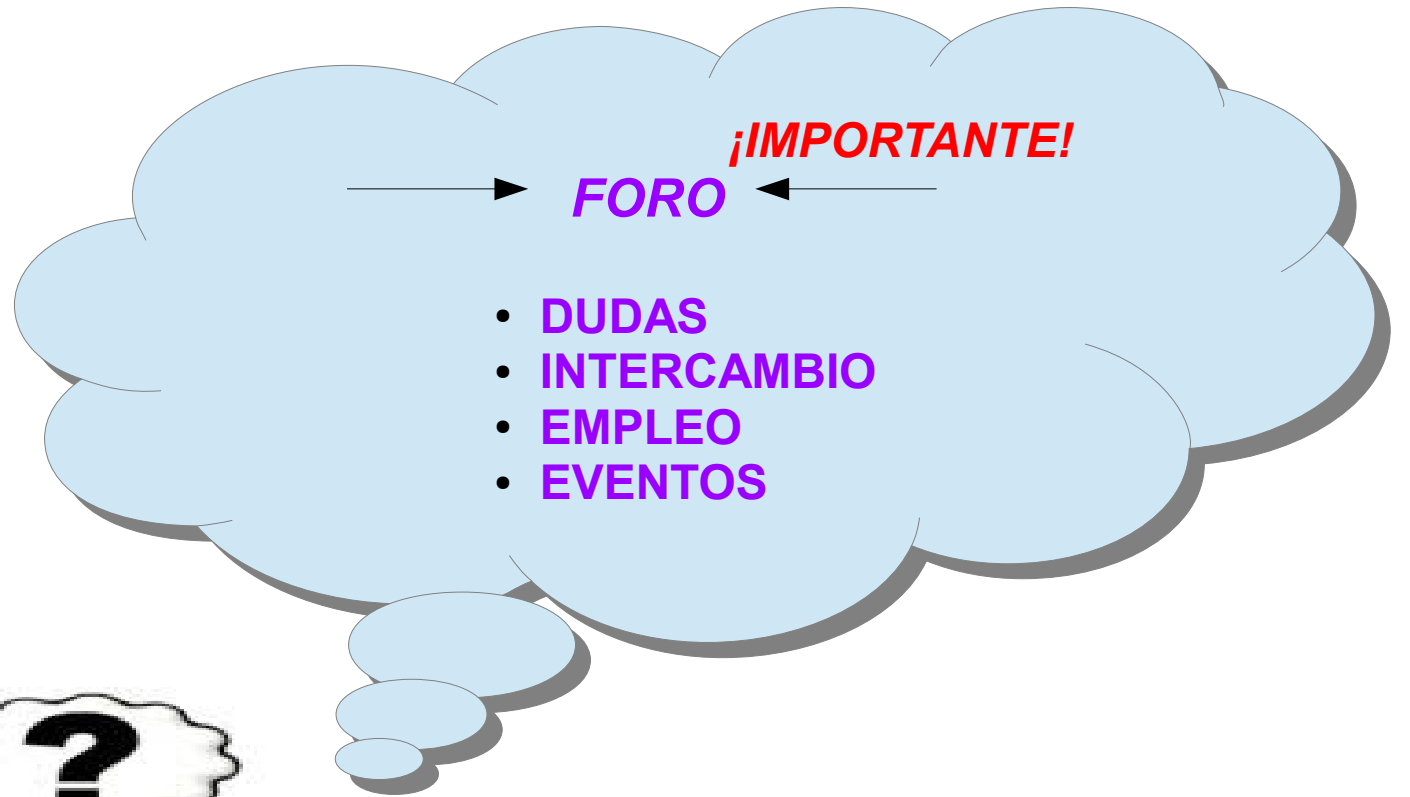 ¡IMPORTANTE!
FORO
• DUDAS
• INTERCAMBIO
• EMPLEO
• EVENTOS
?